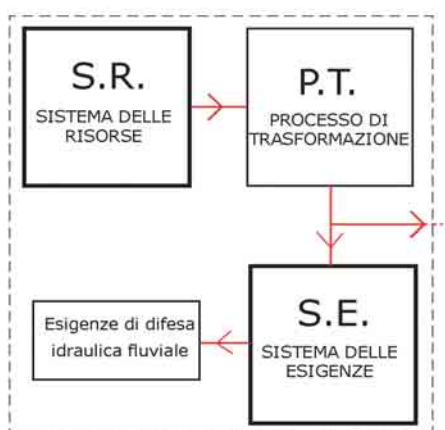 S.R.
SISTEMA DELLE
RISORSE
P.T.
PROCESSO DI
TRASFORMAZIONE
S.E.
SISTEMA DELLE
ESIGENZE
Esigenze di difesa
idraulica fluviale